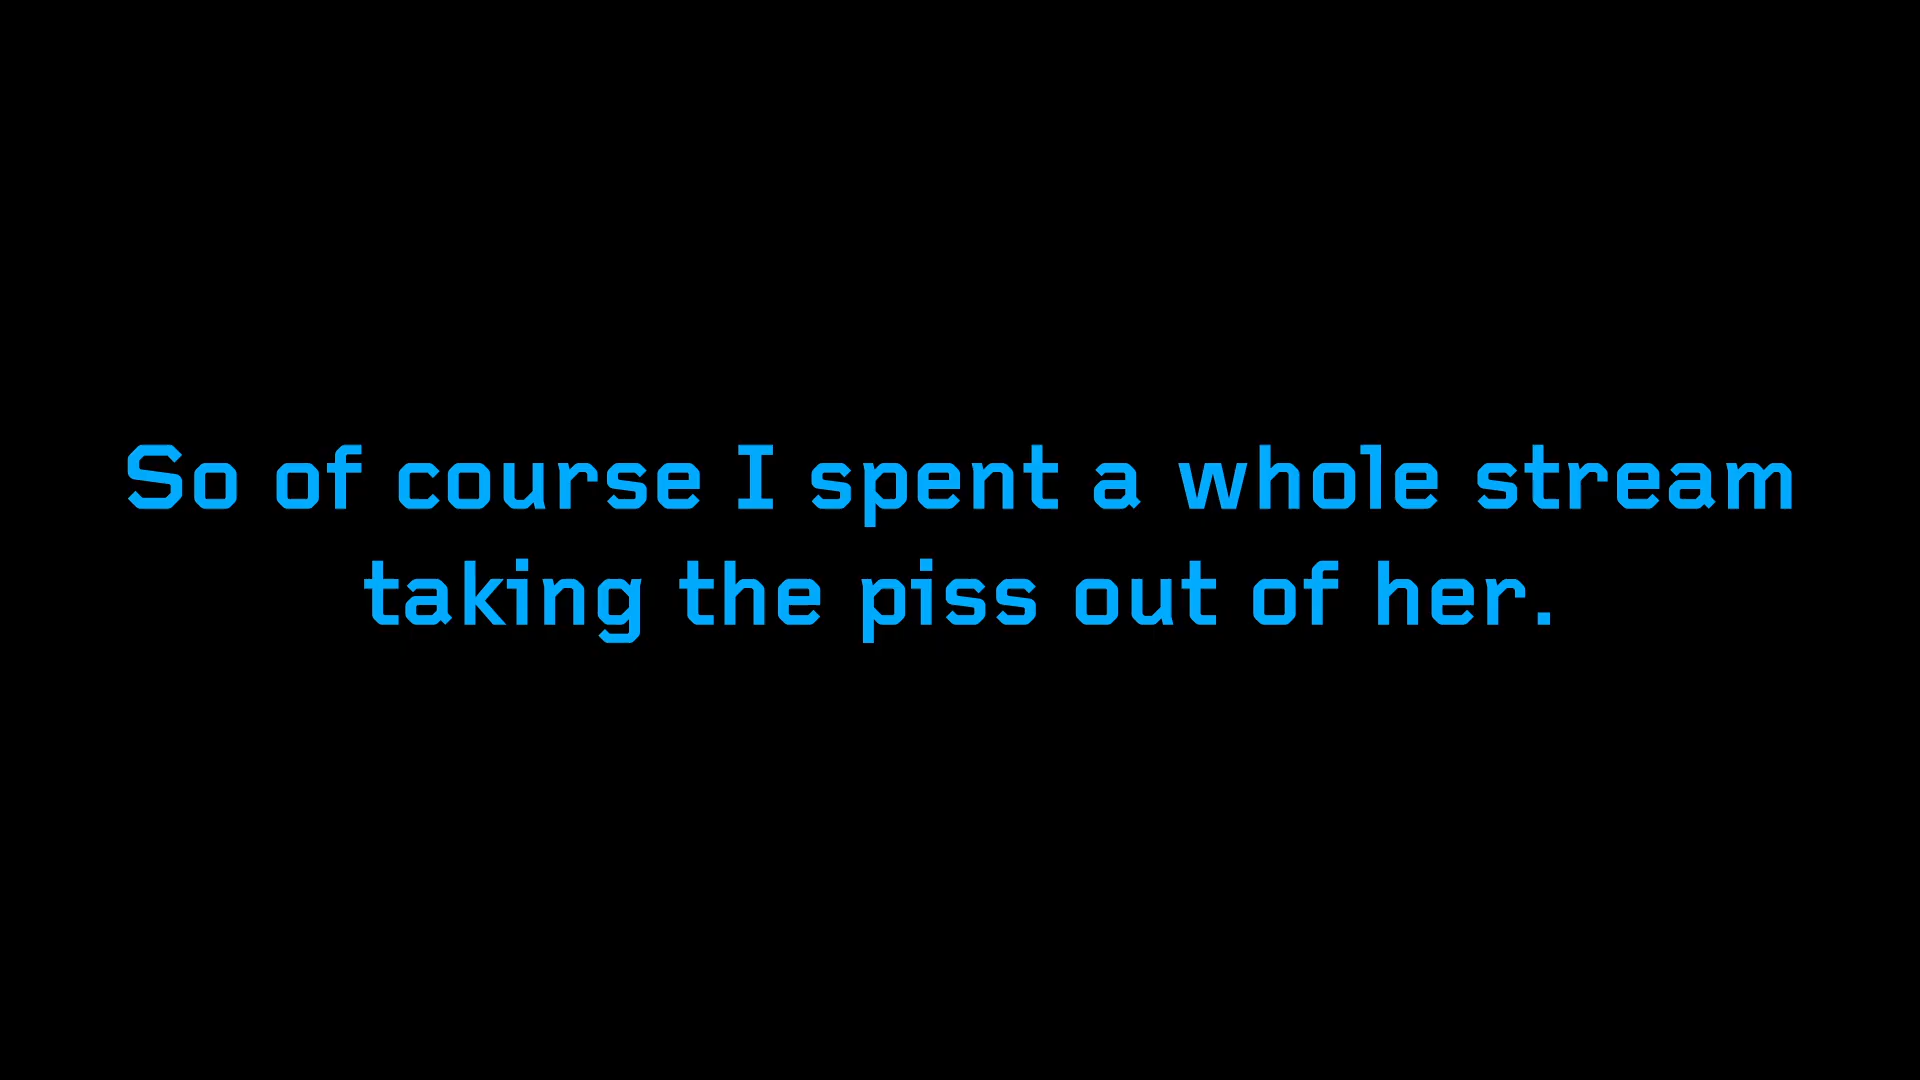 So of course I spent a whole stream
taking the piss out of her.